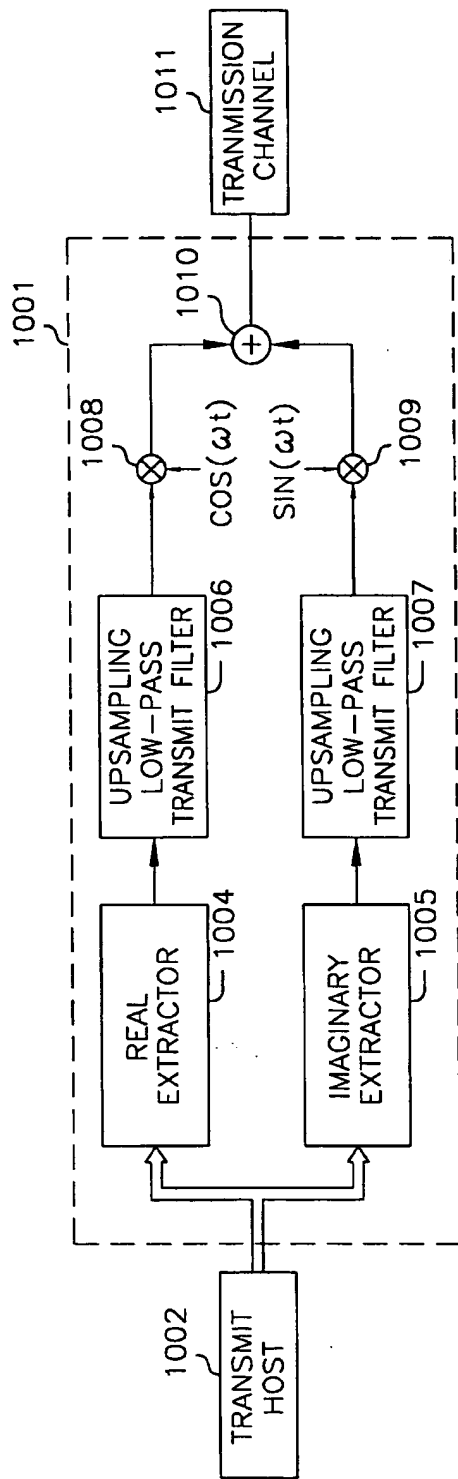 1001
1002
TRANSMIT
HOST
REAL
EXTRACTOR
1004
UPSAMPLING
LOW-PASS
TRANSMIT FILTER
1006
1008
COS(ωt)
SIN(ωt)
1009
1010
+
IMAGINARY
EXTRACTOR
1005
UPSAMPLING
LOW-PASS
TRANSMIT FILTER
1007
1011
TRANMISSION
CHANNEL